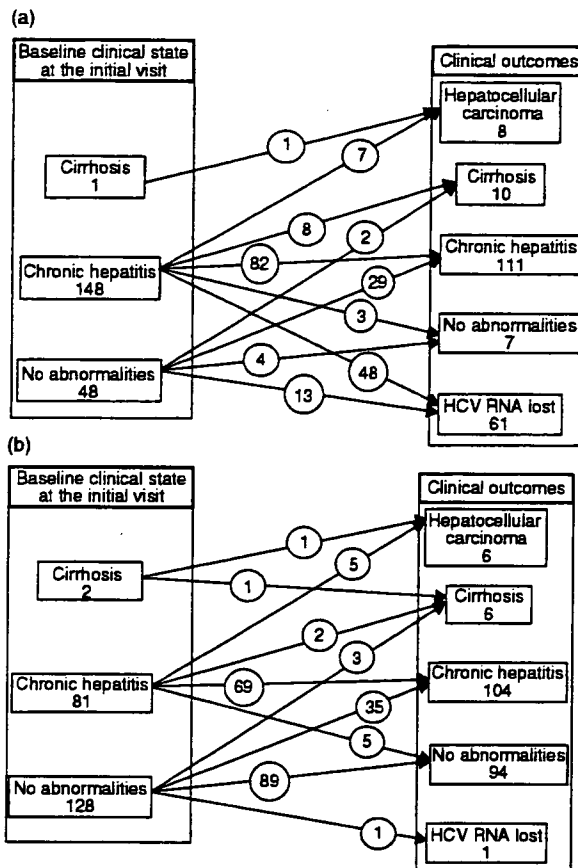 (a)
Baseline clinical state
at the initial visit
Clinical outcomes
Hepatocellular
carcinoma
8
1
7
Cirrhosis
1
Cirrhosis
10
8
2
Chronic hepatitis
148
82
Chronic hepatitis
111
29
3
No abnormalities
7
No abnormalities
48
4
48
13
HCV RNA lost
61
(b)
Baseline clinical state
at the initial visit
Clinical outcomes
Hepatocellular
carcinoma
6
1
5
Cirrhosis
2
1
Cirrhosis
6
2
3
Chronic hepatitis
81
69
Chronic hepatitis
104
35
5
No abnormalities
94
No abnormalities
128
89
1
HCV RNA lost
1